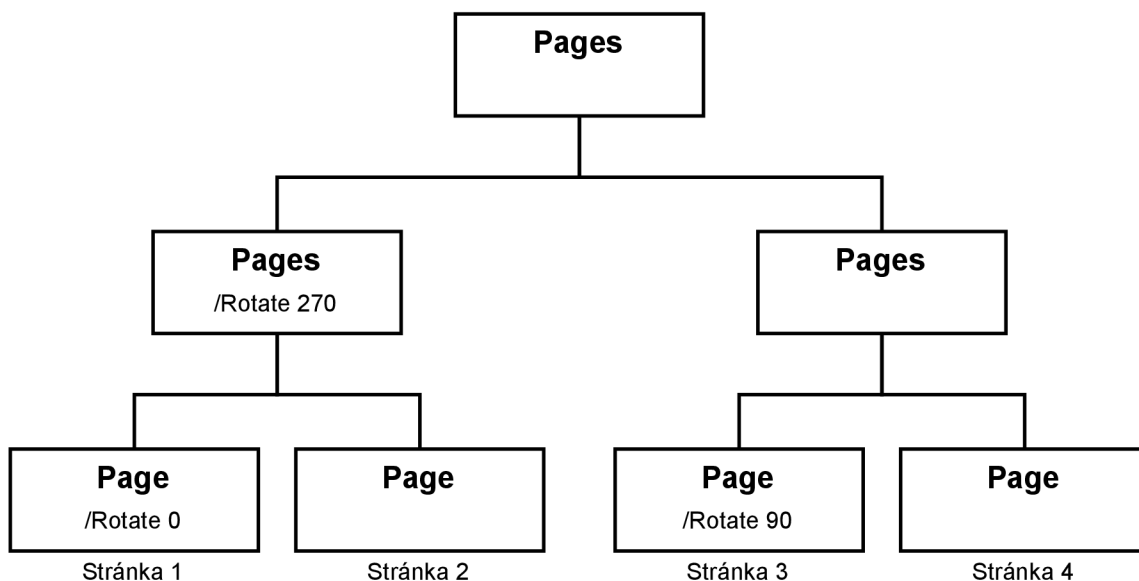 Pages
Pages
/Rotate 270
Pages
Page
/Rotate 0
Page
Page
/Rotate 90
Page
Stránka 1
Stránka 2
Stránka 3
Stránka 4